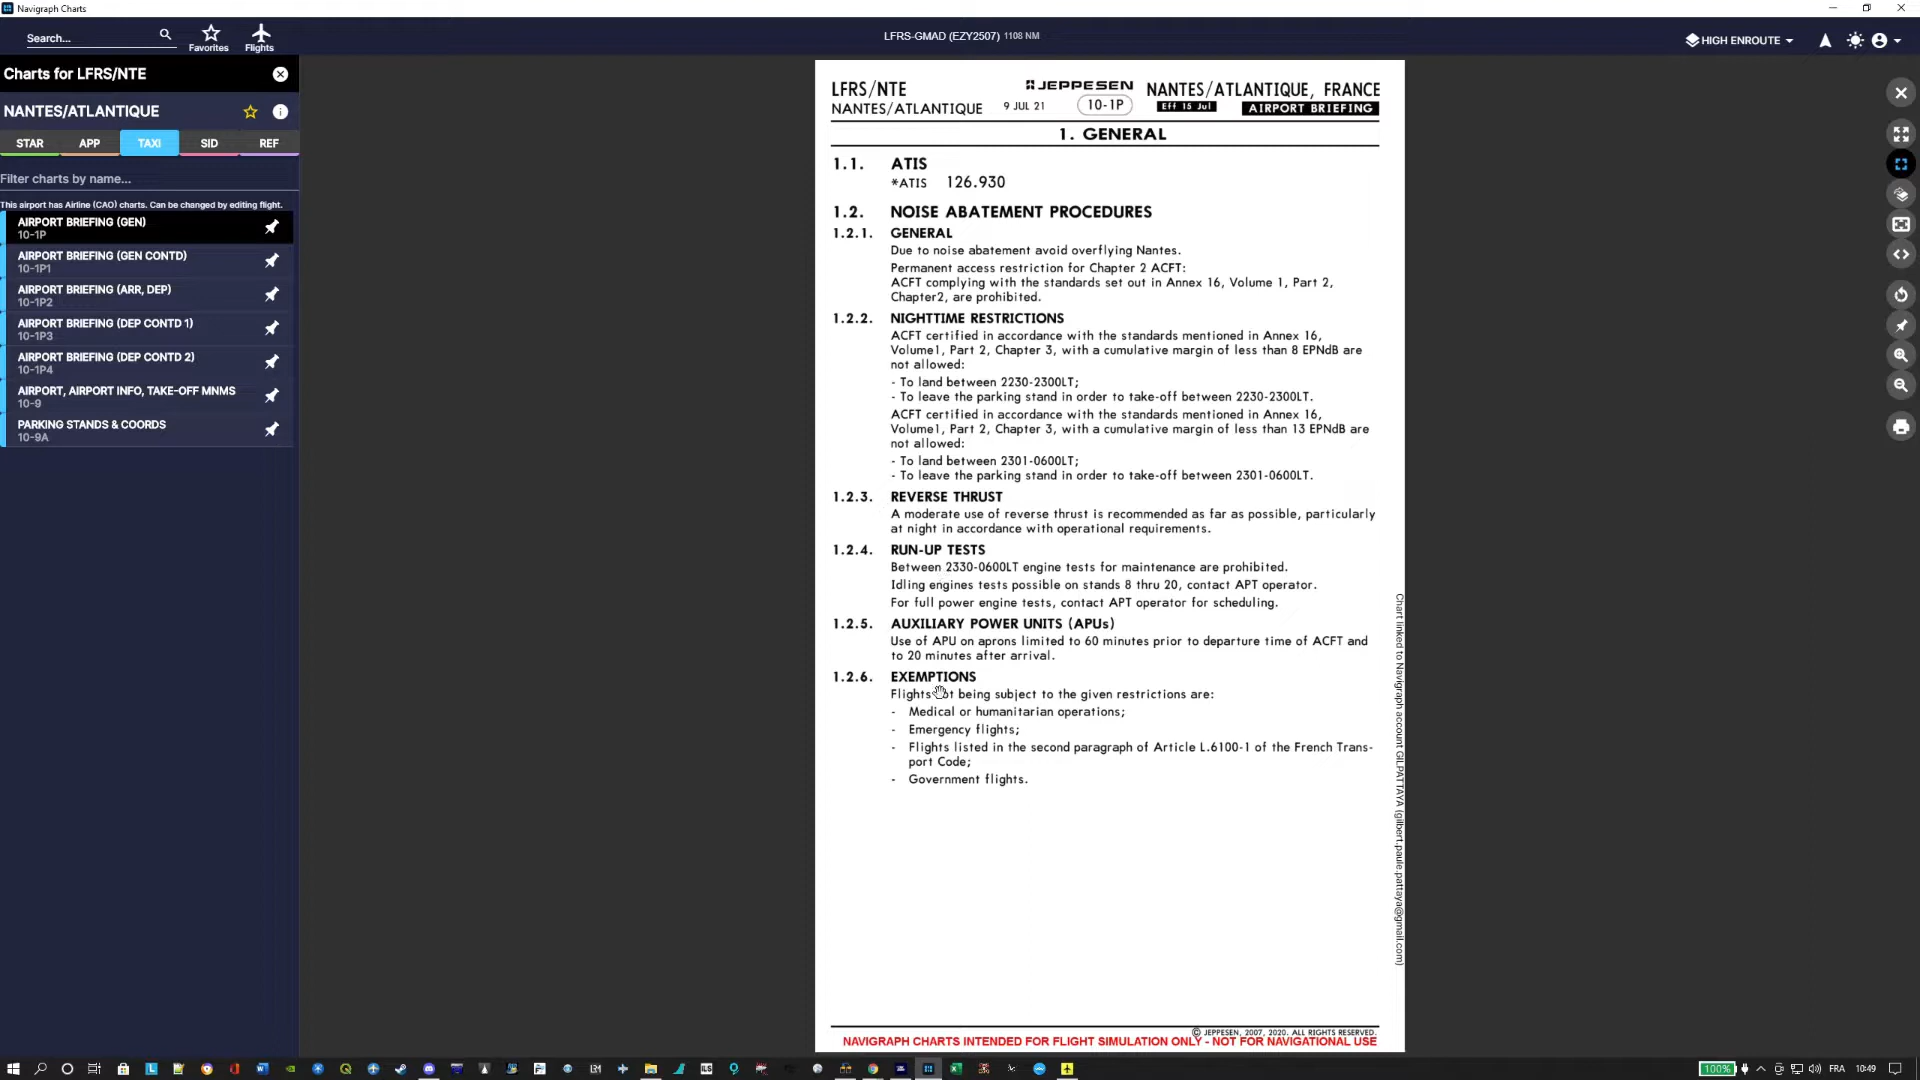 Navigraph Charts
Search...
Favorites
Flights
LFRS-GMAD (EZY2507) 1108 NM
HIGH ENROUTE
Charts for LFRS/NTE
NANTES/ATLANTIQUE
STAR APP TAXI SID REF
Filter charts by name...
This airport has Airline (CAO) charts. Can be changed by editing flight.
AIRPORT BRIEFING (GEN)
10-1P
AIRPORT BRIEFING (GEN CONTD)
10-1P1
AIRPORT BRIEFING (ARR, DEP)
10-1P2
AIRPORT BRIEFING (DEP CONTD 1)
10-1P3
AIRPORT BRIEFING (DEP CONTD 2)
10-1P4
AIRPORT, AIRPORT INFO, TAKE-OFF MNMS
10-9
PARKING STANDS & COORDS
10-9A
LFRS/NTE JEPPESEN NANTES/ATLANTIQUE, FRANCE
NANTES/ATLANTIQUE 9 JUL 21 10-1P Eff 15 Jul AIRPORT BRIEFING
1. GENERAL
1.1. ATIS
*ATIS 126.930
1.2. NOISE ABATEMENT PROCEDURES
1.2.1. GENERAL
Due to noise abatement avoid overflying Nantes.
Permanent access restriction for Chapter 2 ACFT:
ACFT complying with the standards set out in Annex 16, Volume 1, Part 2,
Chapter2, are prohibited.
1.2.2. NIGHTTIME RESTRICTIONS
ACFT certified in accordance with the standards mentioned in Annex 16,
Volume1, Part 2, Chapter 3, with a cumulative margin of less than 8 EPNdB are
not allowed:
- To land between 2230-2300LT;
- To leave the parking stand in order to take-off between 2230-2300LT.
ACFT certified in accordance with the standards mentioned in Annex 16,
Volume1, Part 2, Chapter 3, with a cumulative margin of less than 13 EPNdB are
not allowed:
- To land between 2301-0600LT;
- To leave the parking stand in order to take-off between 2301-0600LT.
1.2.3. REVERSE THRUST
A moderate use of reverse thrust is recommended as far as possible, particularly
at night in accordance with operational requirements.
1.2.4. RUN-UP TESTS
Between 2330-0600LT engine tests for maintenance are prohibited.
Idling engines tests possible on stands 8 thru 20, contact APT operator.
For full power engine tests, contact APT operator for scheduling.
1.2.5. AUXILIARY POWER UNITS (APUs)
Use of APU on aprons limited to 60 minutes prior to departure time of ACFT and
to 20 minutes after arrival.
1.2.6. EXEMPTIONS
Flights not being subject to the given restrictions are:
- Medical or humanitarian operations;
- Emergency flights;
- Flights listed in the second paragraph of Article L.6100-1 of the French Trans-
port Code;
- Government flights.
Chart linked to Navigraph account GILPATTAYA (gilbert.paule.pattaya@gmail.com)
© JEPPESEN, 2007, 2020. ALL RIGHTS RESERVED.
NAVIGRAPH CHARTS INTENDED FOR FLIGHT SIMULATION ONLY - NOT FOR NAVIGATIONAL USE
100% FRA 10:49